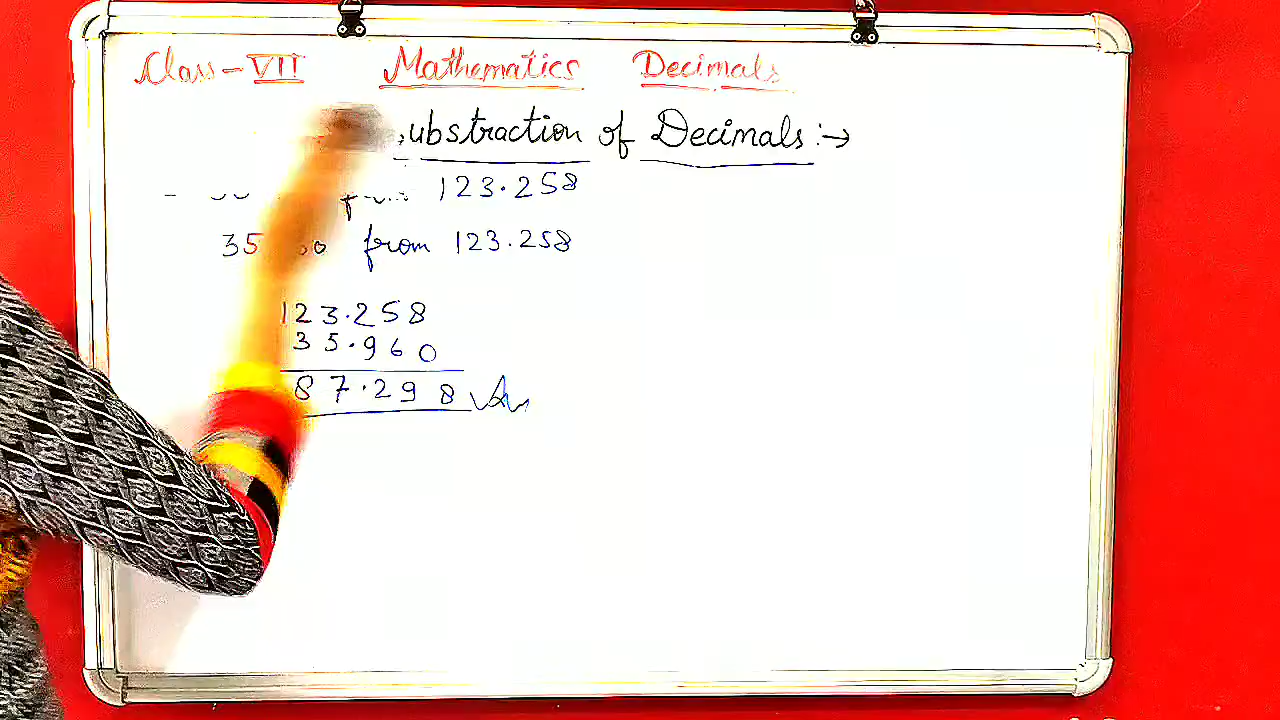 Class-VII Mathematics Decimals
ubstraction of Decimals :→
123.258
from 123.258
123.258
35.960
87.298 Ans